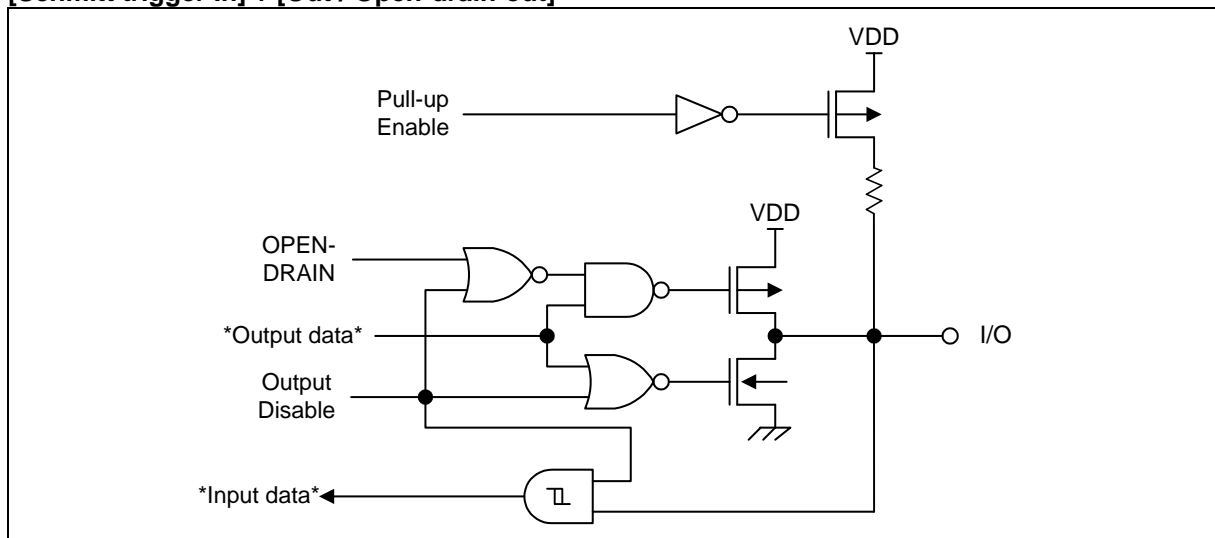 VDD
Pull-up
Enable
VDD
OPEN-
DRAIN
*Output data*
I/O
Output
Disable
*Input data*